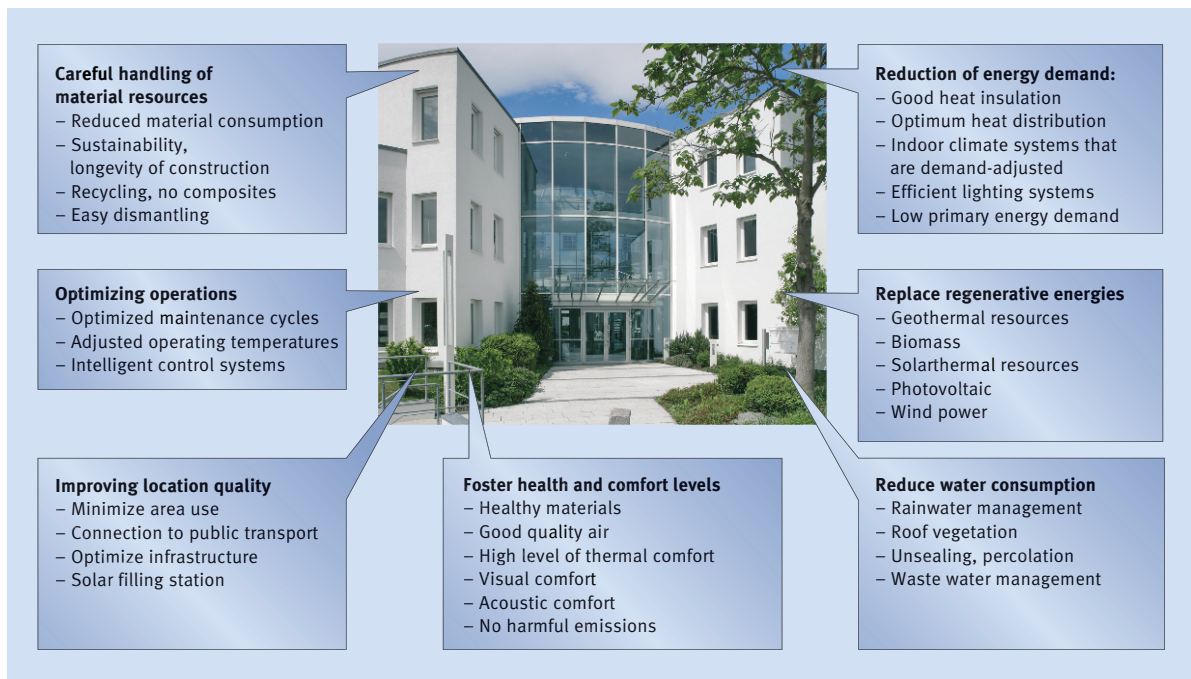 Careful handling of
material resources
– Reduced material consumption
– Sustainability,
longevity of construction
– Recycling, no composites
– Easy dismantling
Optimizing operations
– Optimized maintenance cycles
– Adjusted operating temperatures
– Intelligent control systems
Improving location quality
– Minimize area use
– Connection to public transport
– Optimize infrastructure
– Solar filling station
Foster health and comfort levels
– Healthy materials
– Good quality air
– High level of thermal comfort
– Visual comfort
– Acoustic comfort
– No harmful emissions
Reduction of energy demand:
– Good heat insulation
– Optimum heat distribution
– Indoor climate systems that
are demand-adjusted
– Efficient lighting systems
– Low primary energy demand
Replace regenerative energies
– Geothermal resources
– Biomass
– Solarthermal resources
– Photovoltaic
– Wind power
Reduce water consumption
– Rainwater management
– Roof vegetation
– Unsealing, percolation
– Waste water management